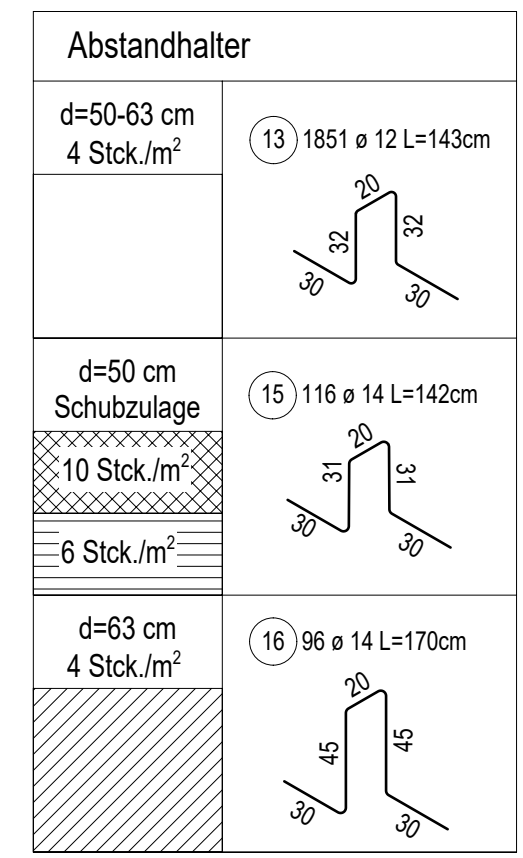 Abstandhalter
d=50-63 cm
4 Stck./m²
13 1851 ø 12 L=143cm
20
32
32
30
30
d=50 cm
Schubzulage
10 Stck./m²
6 Stck./m²
15 116 ø 14 L=142cm
20
31
31
30
30
d=63 cm
4 Stck./m²
16 96 ø 14 L=170cm
20
45
45
30
30